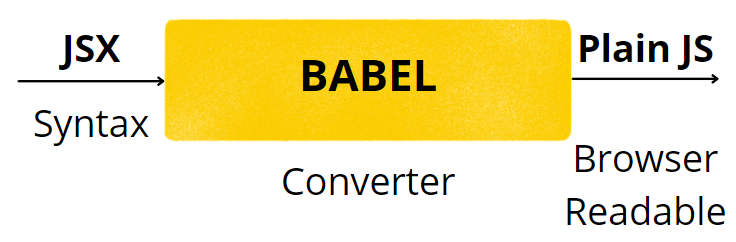 JSX
Syntax
BABEL
Converter
Plain JS
Browser
Readable